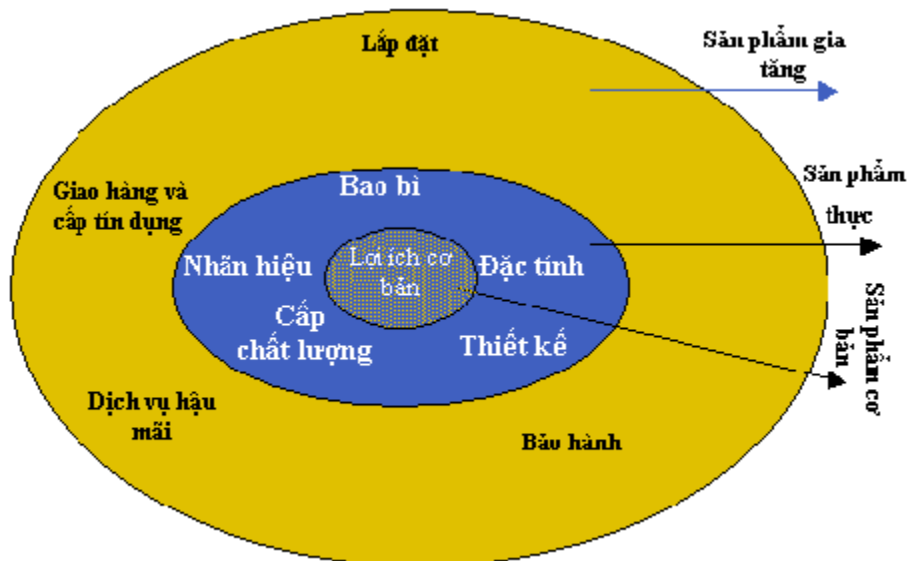 Lắp đặt
Sản phẩm gia
tăng
Giao hàng và
cấp tín dụng
Bao bì
Sản phẩm
thực
Nhãn hiệu
Lợi ích cơ
bản
Đặc tính
Cấp
chất lượng
Thiết kế
Sản phẩm cơ
bản
Dịch vụ hậu
mãi
Bảo hành